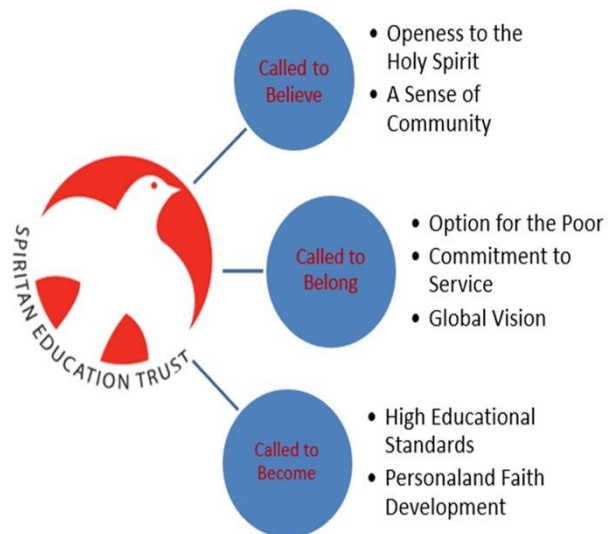 Called to
Believe
• Openess to the
Holy Spirit
• A Sense of
Community
SPIRITAN EDUCATION TRUST
Called to
Belong
• Option for the Poor
• Commitment to
Service
• Global Vision
Called to
Become
• High Educational
Standards
• Personaland Faith
Development